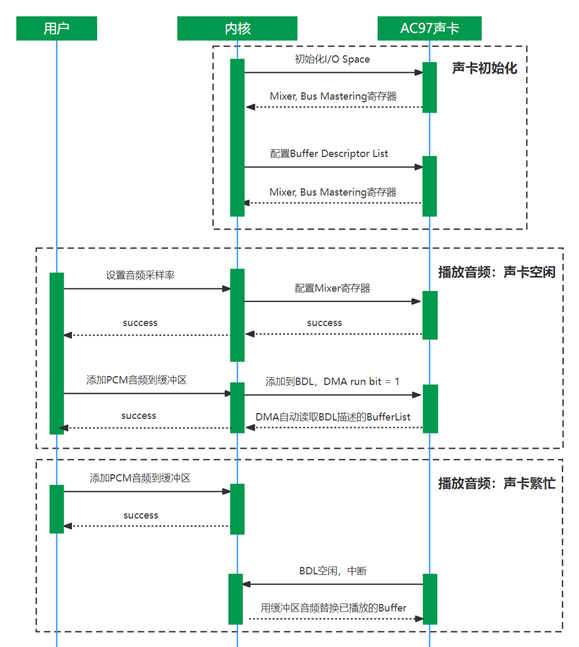 用户
内核
AC97声卡
声卡初始化
初始化I/O Space
Mixer, Bus Mastering寄存器
配置Buffer Descriptor List
Mixer, Bus Mastering寄存器
播放音频：声卡空闲
设置音频采样率
配置Mixer寄存器
success
success
添加PCM音频到缓冲区
添加到BDL，DMA run bit = 1
success
DMA自动读取BDL描述的BufferList
播放音频：声卡繁忙
添加PCM音频到缓冲区
success
BDL空闲，中断
用缓冲区音频替换已播放的Buffer